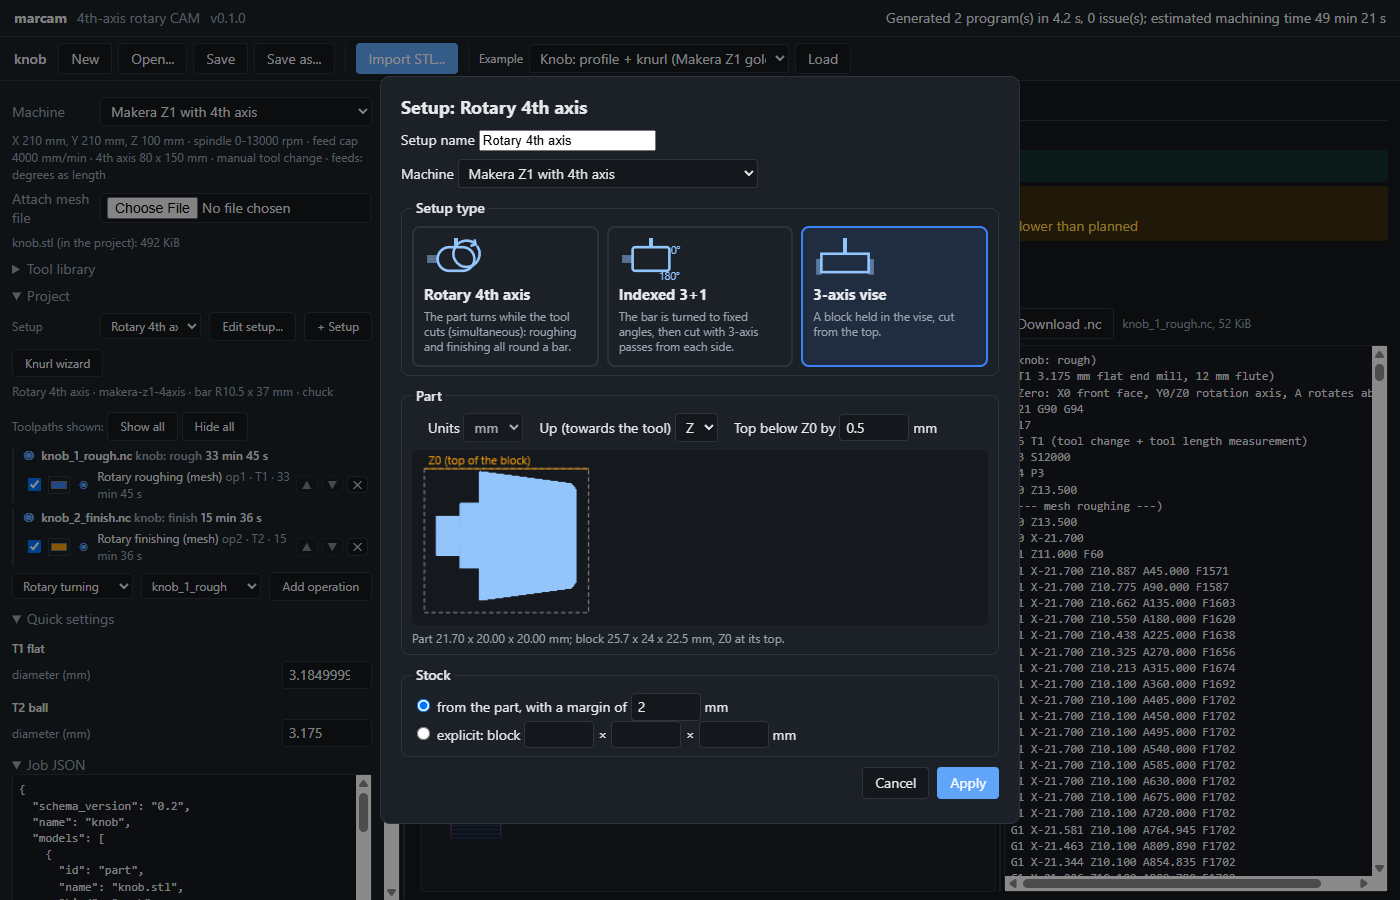 marcam 4th-axis rotary CAM v0.1.0
Generated 2 program(s) in 4.2 s, 0 issue(s); estimated machining time 49 min 21 s
knob New Open... Save Save as... Import STL... Example Knob: profile + knurl (Makera Z1 gol Load
Machine Makera Z1 with 4th axis
X 210 mm, Y 210 mm, Z 100 mm · spindle 0-13000 rpm · feed cap
4000 mm/min · 4th axis 80 x 150 mm · manual tool change · feeds:
degrees as length
Attach mesh
file
Choose File No file chosen
knob.stl (in the project): 492 KiB
Tool library
Project
Setup Rotary 4th ax Edit setup... + Setup
Knurl wizard
Rotary 4th axis · makera-z1-4axis · bar R10.5 x 37 mm · chuck
Toolpaths shown: Show all Hide all
knob_1_rough.nc knob: rough 33 min 45 s
Rotary roughing (mesh) op1 · T1 · 33
min 45 s
knob_2_finish.nc knob: finish 15 min 36 s
Rotary finishing (mesh) op2 · T2 · 15
min 36 s
Rotary turning knob_1_rough Add operation
Quick settings
T1 flat
diameter (mm) 3.1849999
T2 ball
diameter (mm) 3.175
Job JSON
{
"schema_version": "0.2",
"name": "knob",
"models": [
{
"id": "part",
"name": "knob.stl",
Setup: Rotary 4th axis
Setup name Rotary 4th axis
Machine Makera Z1 with 4th axis
Setup type
Rotary 4th axis
The part turns while the tool
cuts (simultaneous): roughing
and finishing all round a bar.
0°
180°
Indexed 3+1
The bar is turned to fixed
angles, then cut with 3-axis
passes from each side.
3-axis vise
A block held in the vise, cut
from the top.
Part
Units mm Up (towards the tool) Z Top below Z0 by 0.5 mm
Z0 (top of the block)
Part 21.70 x 20.00 x 20.00 mm; block 25.7 x 24 x 22.5 mm, Z0 at its top.
Stock
from the part, with a margin of 2 mm
explicit: block × × mm
Cancel Apply
lower than planned
Download .nc knob_1_rough.nc, 52 KiB
knob: rough)
T1 3.175 mm flat end mill, 12 mm flute)
Zero: X0 front face, Y0/Z0 rotation axis, A rotates ab
21 G90 G94
17
T1 (tool change + tool length measurement)
S12000
P3
Z13.500
--- mesh roughing ---)
Z13.500
X-21.700
Z11.000 F60
X-21.700 Z10.887 A45.000 F1571
X-21.700 Z10.775 A90.000 F1587
X-21.700 Z10.662 A135.000 F1603
X-21.700 Z10.550 A180.000 F1620
X-21.700 Z10.438 A225.000 F1638
X-21.700 Z10.325 A270.000 F1656
X-21.700 Z10.213 A315.000 F1674
X-21.700 Z10.100 A360.000 F1692
X-21.700 Z10.100 A405.000 F1702
X-21.700 Z10.100 A450.000 F1702
X-21.700 Z10.100 A495.000 F1702
X-21.700 Z10.100 A540.000 F1702
X-21.700 Z10.100 A585.000 F1702
X-21.700 Z10.100 A630.000 F1702
X-21.700 Z10.100 A675.000 F1702
X-21.700 Z10.100 A720.000 F1702
G1 X-21.581 Z10.100 A764.945 F1702
G1 X-21.463 Z10.100 A809.890 F1702
G1 X-21.344 Z10.100 A854.835 F1702